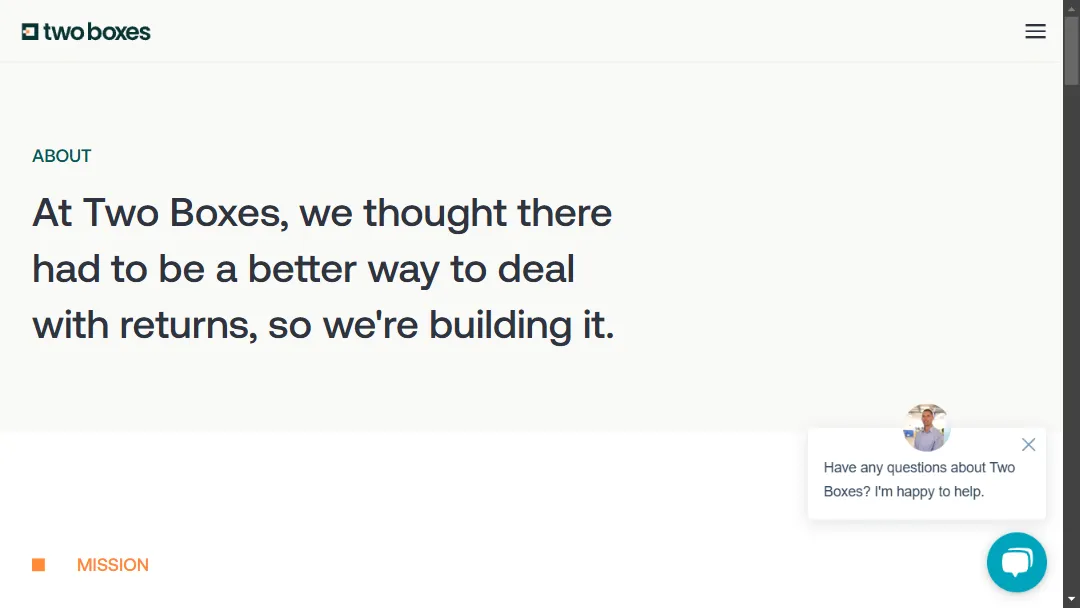 two boxes
ABOUT
At Two Boxes, we thought there
had to be a better way to deal
with returns, so we're building it.
Have any questions about Two
Boxes? I'm happy to help.
MISSION